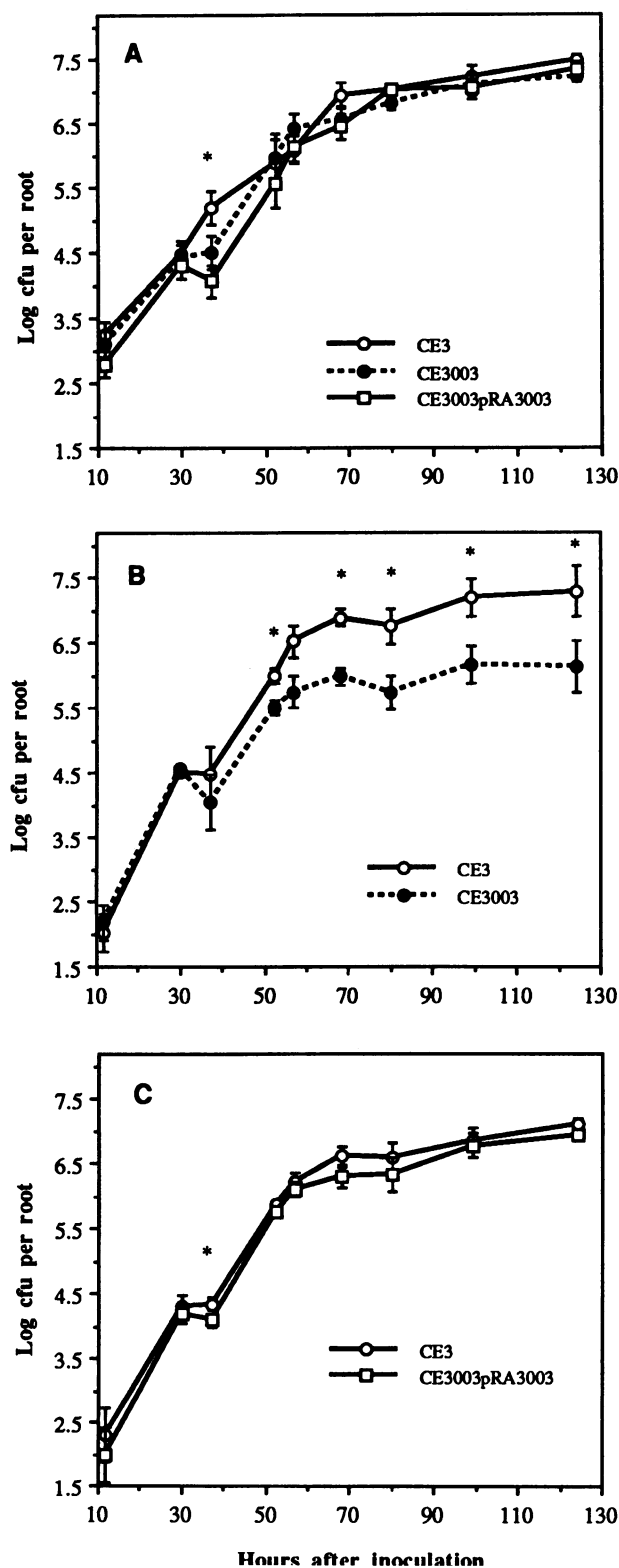 A
7.5
6.5
5.5
4.5
3.5
2.5
1.5
Log cfu per root
*
CE3
CE3003
CE3003pRA3003
10 30 50 70 90 110 130
B
7.5
6.5
5.5
4.5
3.5
2.5
1.5
Log cfu per root
* * * * *
CE3
CE3003
10 30 50 70 90 110 130
C
7.5
6.5
5.5
4.5
3.5
2.5
1.5
Log cfu per root
*
CE3
CE3003pRA3003
10 30 50 70 90 110 130
Hours after inoculation